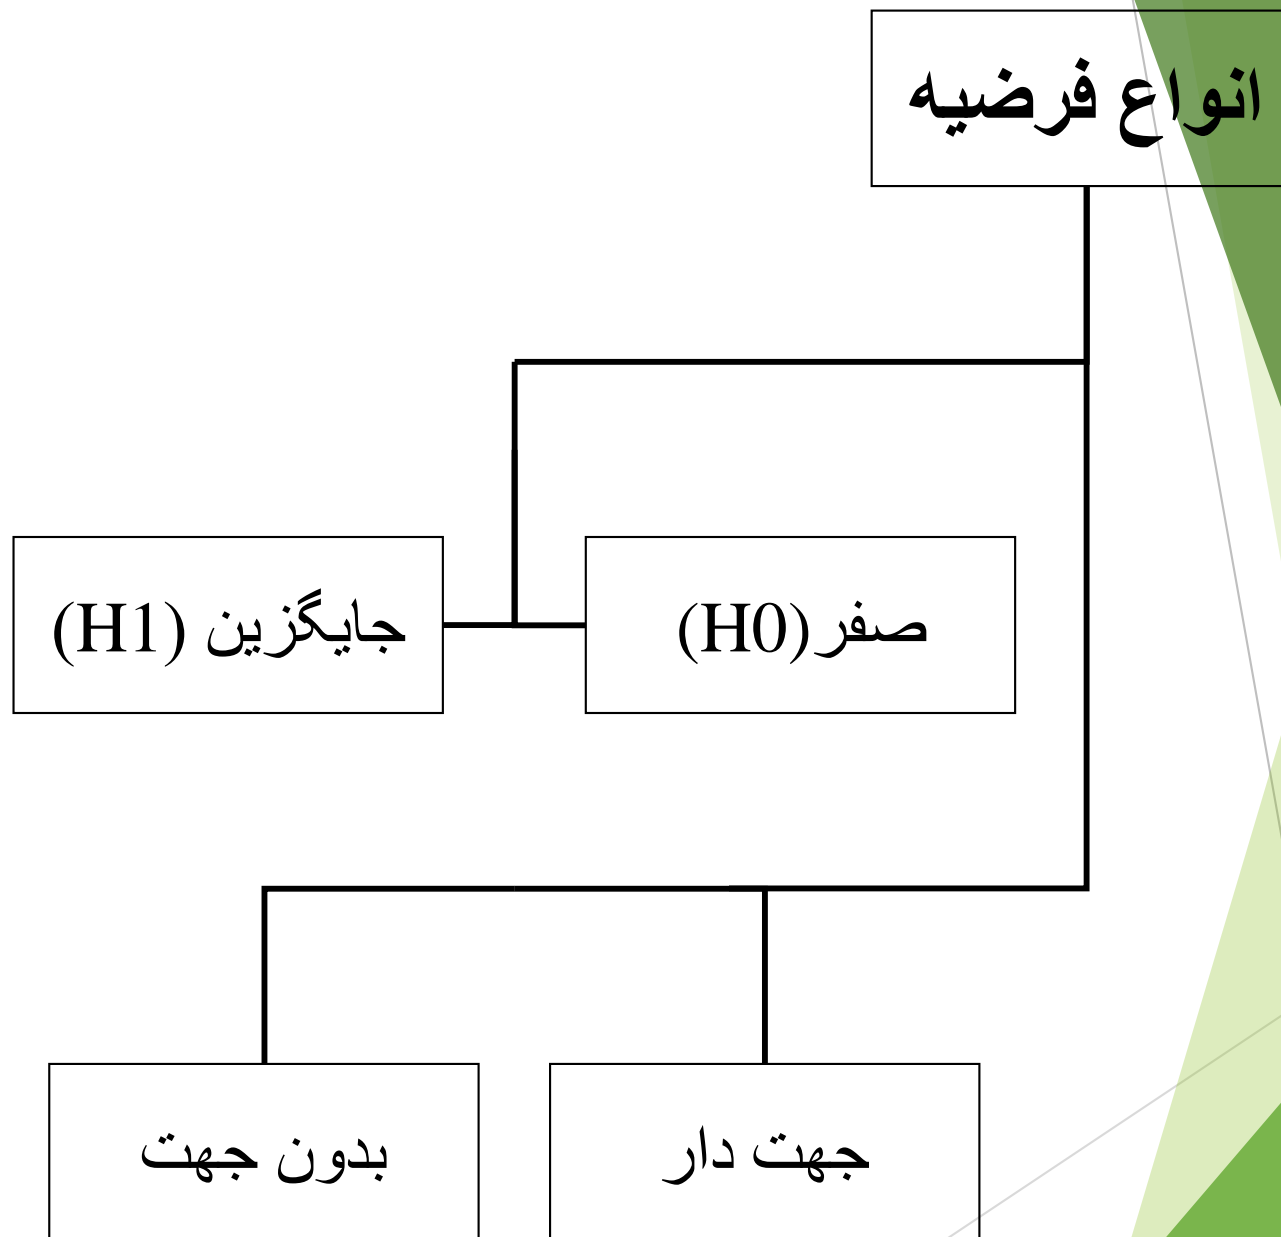 انواع فرضیه
صفر(H0)
جایگزین (H1)
جهت دار
بدون جهت